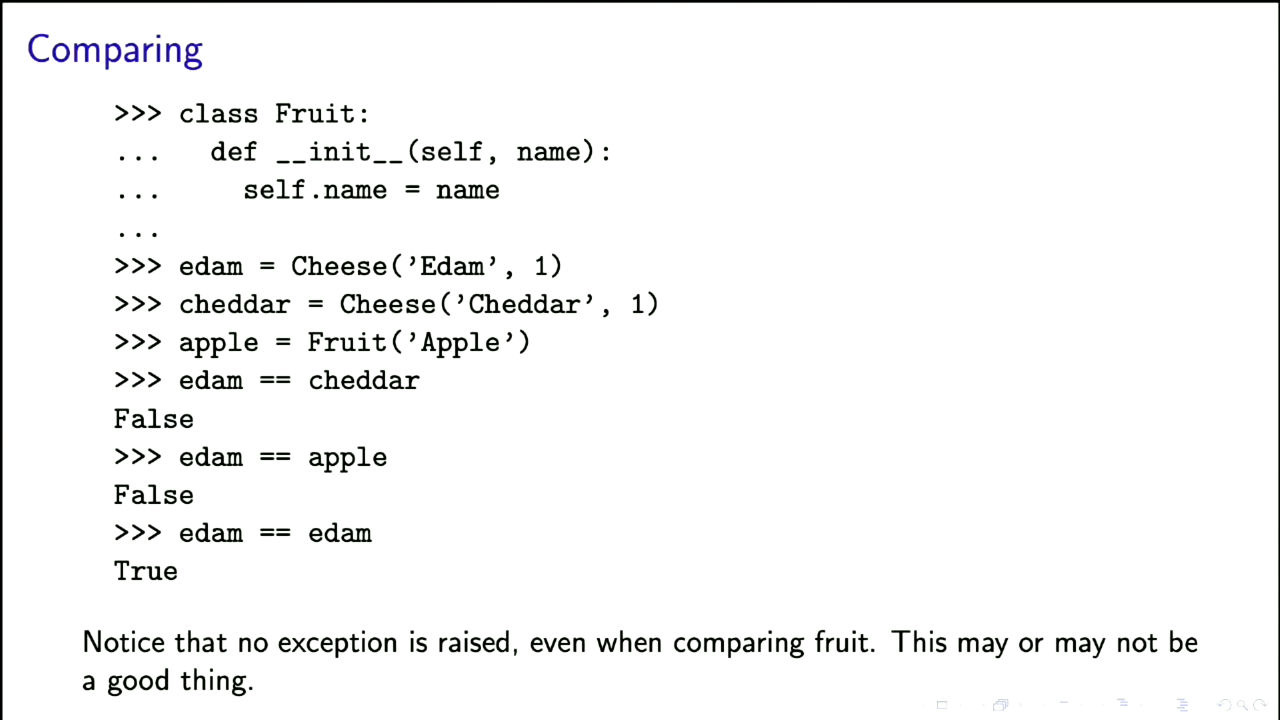 Comparing
>>> class Fruit:
...   def __init__(self, name):
...     self.name = name
...
>>> edam = Cheese('Edam', 1)
>>> cheddar = Cheese('Cheddar', 1)
>>> apple = Fruit('Apple')
>>> edam == cheddar
False
>>> edam == apple
False
>>> edam == edam
True
Notice that no exception is raised, even when comparing fruit. This may or may not be
a good thing.